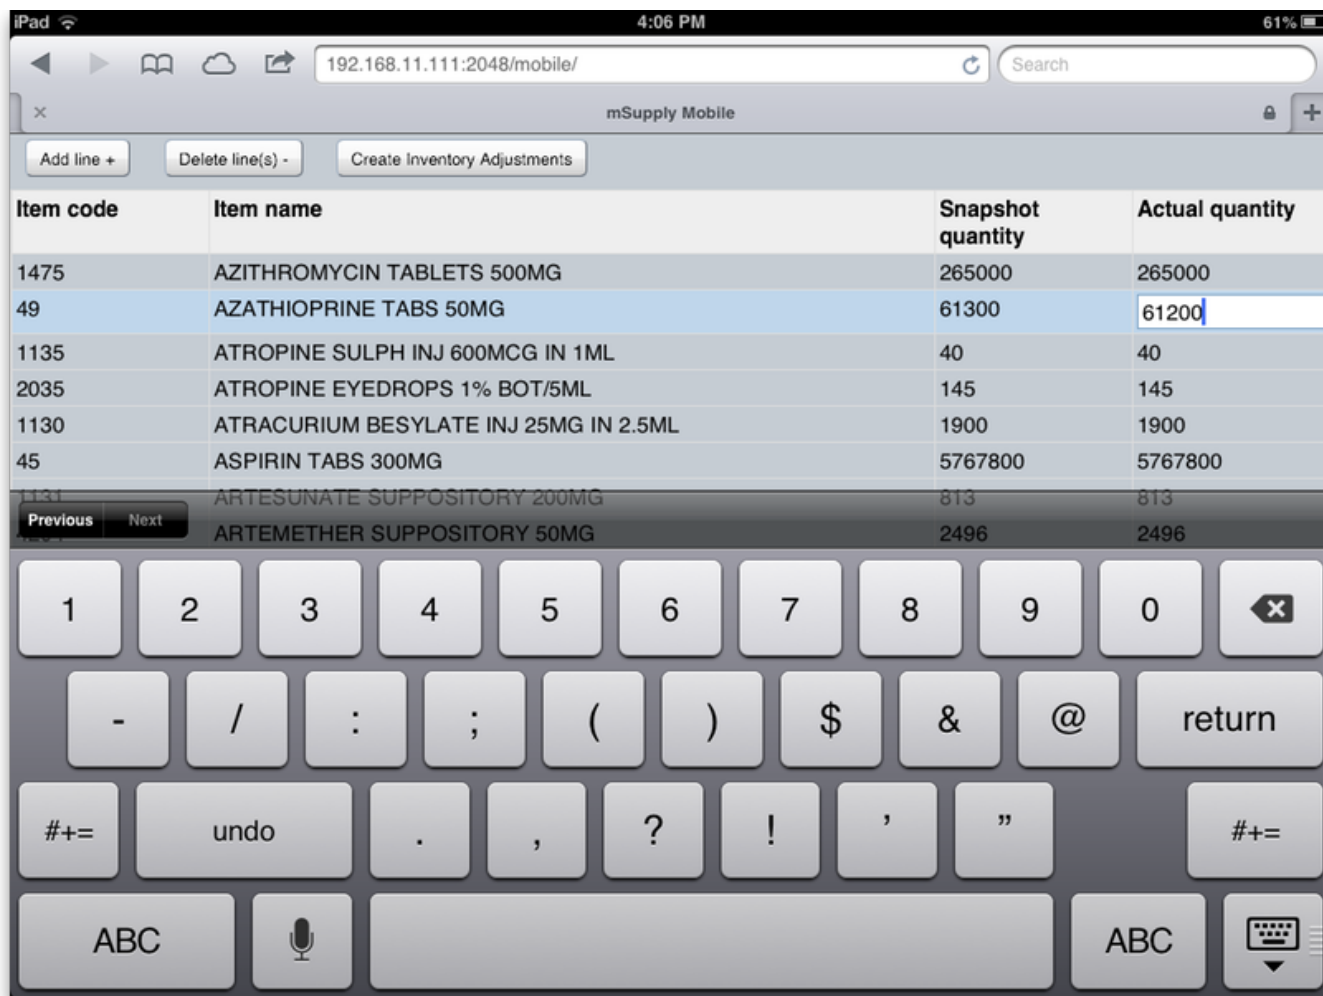 iPad 4:06 PM 61%
192.168.11.111:2048/mobile/ Search
mSupply Mobile
Add line + Delete line(s) - Create Inventory Adjustments
Item code Item name Snapshot quantity Actual quantity
1475 AZITHROMYCIN TABLETS 500MG 265000 265000
49 AZATHIOPRINE TABS 50MG 61300 61200
1135 ATROPINE SULPH INJ 600MCG IN 1ML 40 40
2035 ATROPINE EYEDROPS 1% BOT/5ML 145 145
1130 ATRACURIUM BESYLATE INJ 25MG IN 2.5ML 1900 1900
45 ASPIRIN TABS 300MG 5767800 5767800
1131 ARTESUNATE SUPPOSITORY 200MG 813 813
Previous Next
ARTEMETHER SUPPOSITORY 50MG 2496 2496
1 2 3 4 5 6 7 8 9 0
- / : ; ( ) $ & @ return
#+= undo . , ? ! ’ ” #+=
ABC ABC